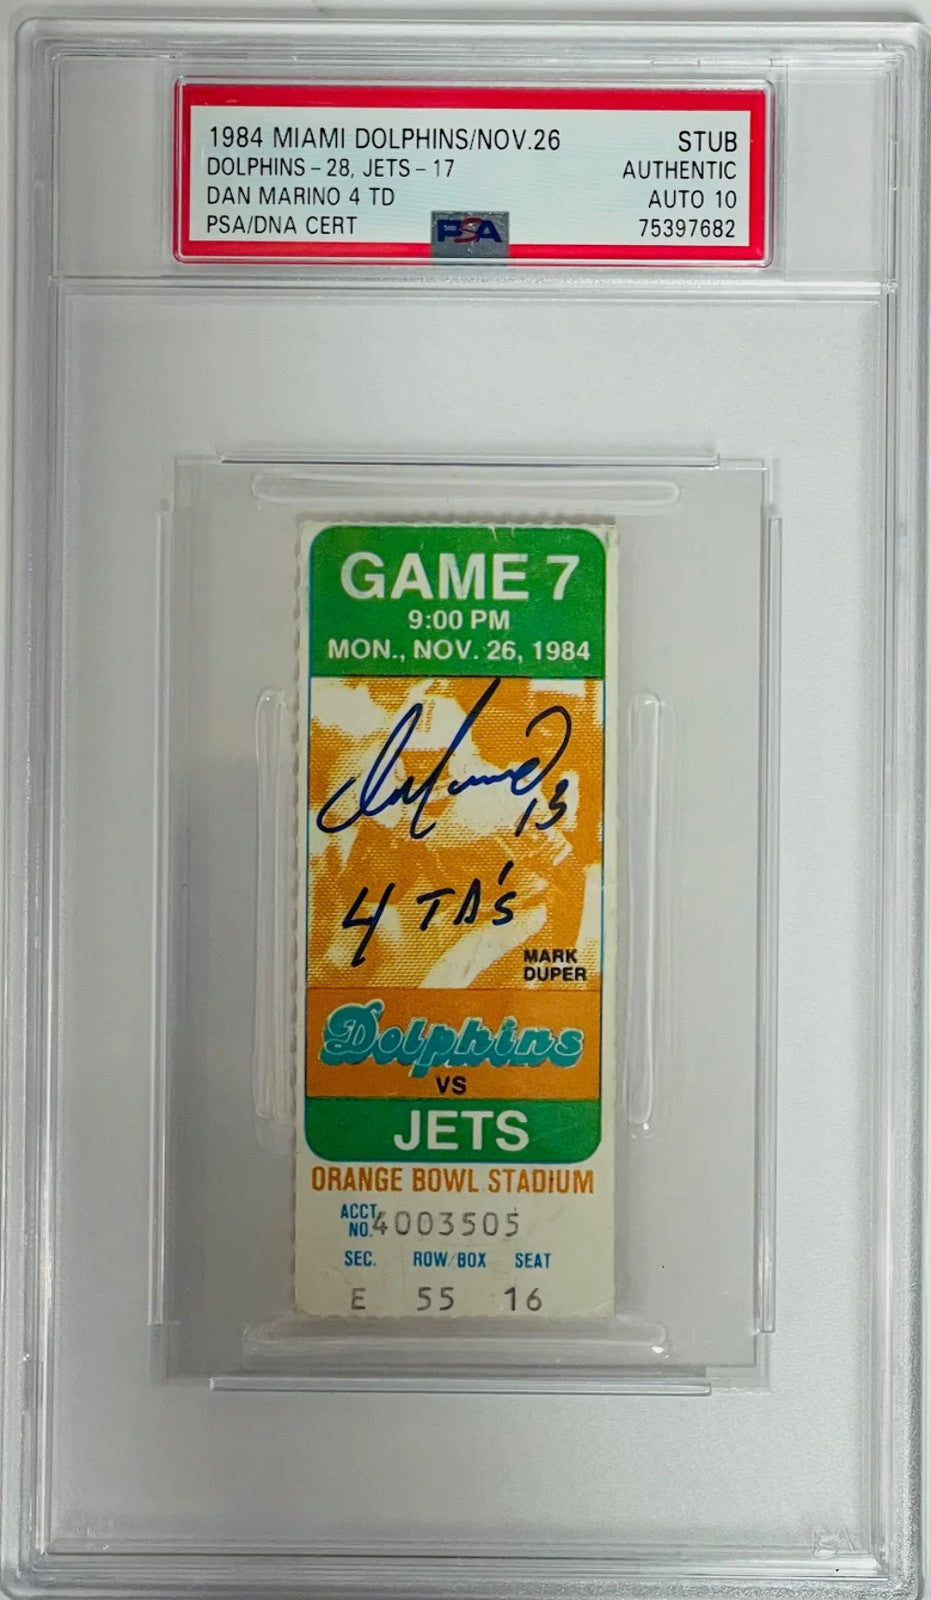 1984 MIAMI DOLPHINS/NOV.26 STUB
DOLPHINS - 28, JETS - 17 AUTHENTIC
DAN MARINO 4 TD AUTO 10
PSA/DNA CERT PSA 75397682
GAME 7
9:00 PM
MON., NOV. 26, 1984
Dan Marino 13
4 TD'S
MARK
DUPER
Dolphins
VS
JETS
ORANGE BOWL STADIUM
ACCT.
NO. 4003505
SEC. ROW/BOX SEAT
E 55 16